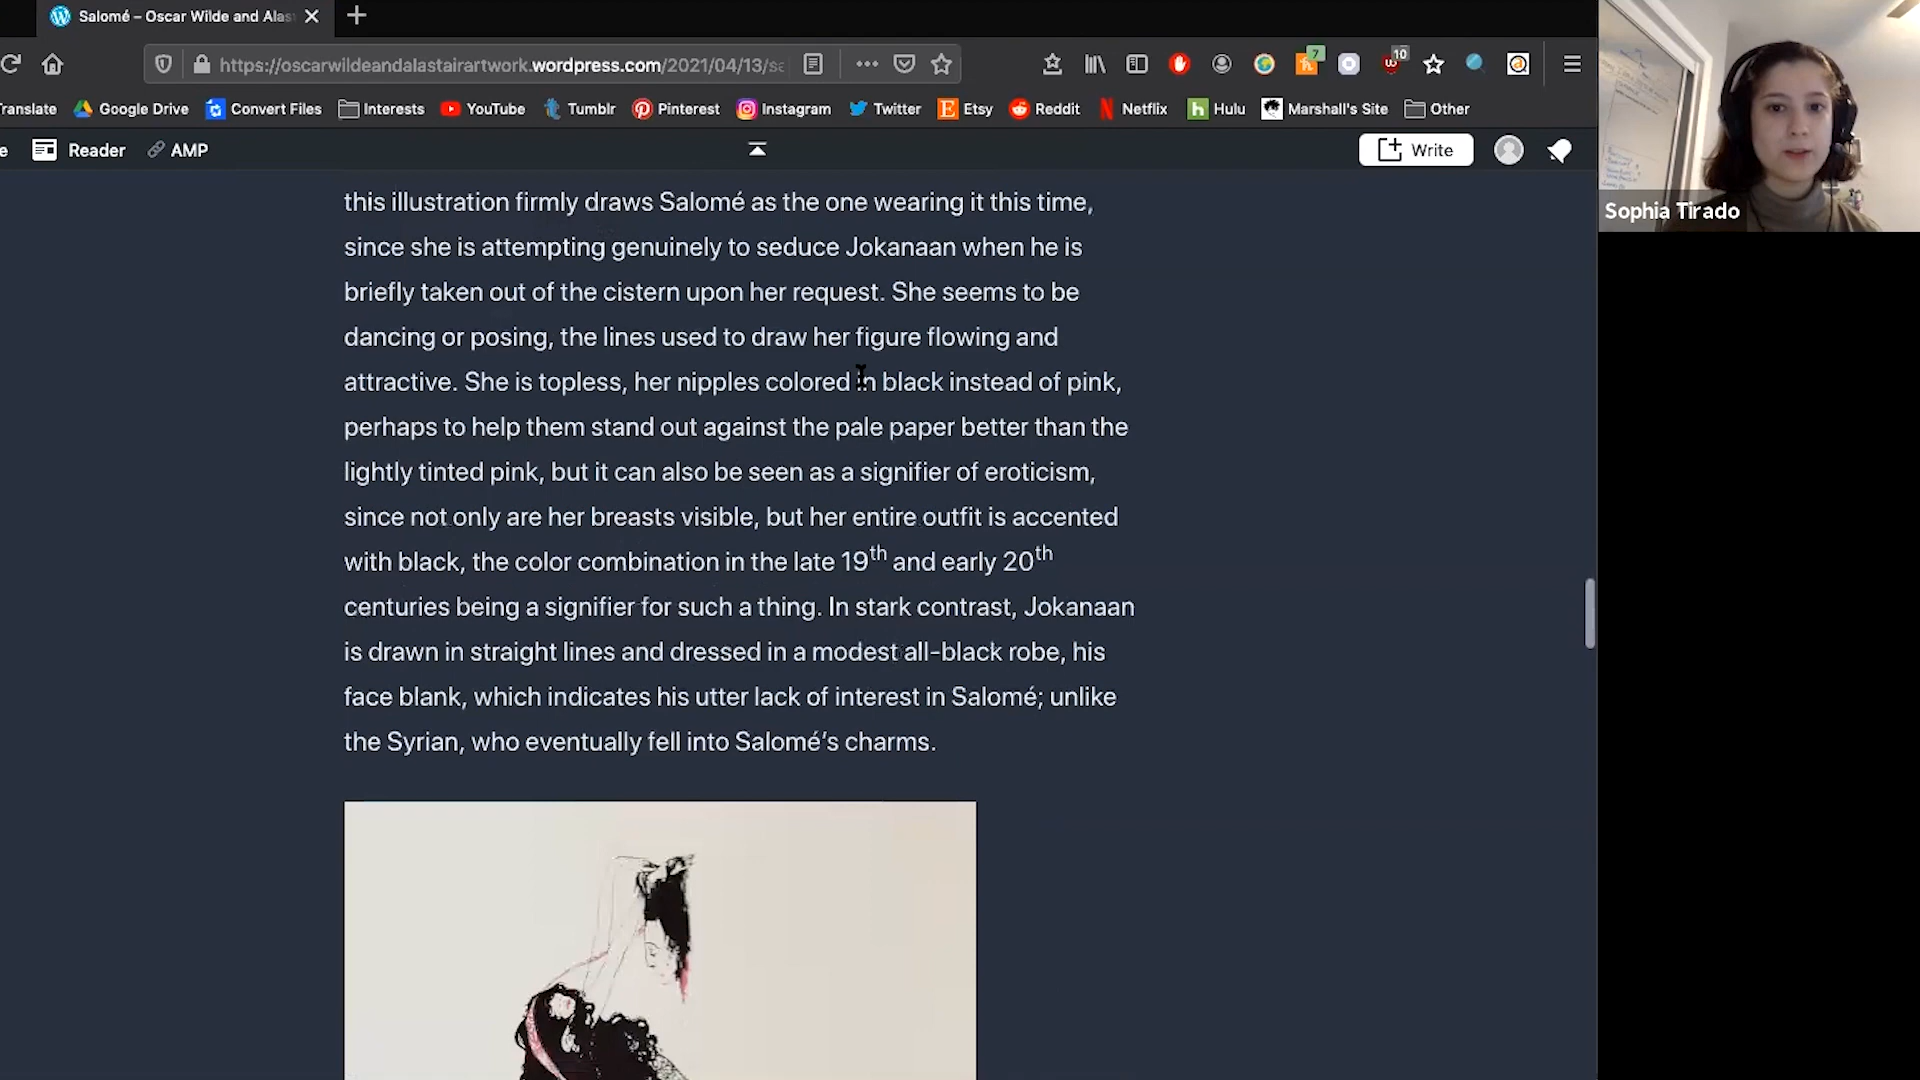 Salomé – Oscar Wilde and Alas
https://oscarwildeandalastairartwork.wordpress.com/2021/04/13/sa
7
10
ranslate
Google Drive
Convert Files
Interests
YouTube
Tumblr
Pinterest
Instagram
Twitter
Etsy
Reddit
Netflix
Hulu
Marshall's Site
Other
e
Reader
AMP
Write
Sophia Tirado
this illustration firmly draws Salomé as the one wearing it this time,
since she is attempting genuinely to seduce Jokanaan when he is
briefly taken out of the cistern upon her request. She seems to be
dancing or posing, the lines used to draw her figure flowing and
attractive. She is topless, her nipples colored in black instead of pink,
perhaps to help them stand out against the pale paper better than the
lightly tinted pink, but it can also be seen as a signifier of eroticism,
since not only are her breasts visible, but her entire outfit is accented
with black, the color combination in the late 19th and early 20th
centuries being a signifier for such a thing. In stark contrast, Jokanaan
is drawn in straight lines and dressed in a modest all-black robe, his
face blank, which indicates his utter lack of interest in Salomé; unlike
the Syrian, who eventually fell into Salomé’s charms.